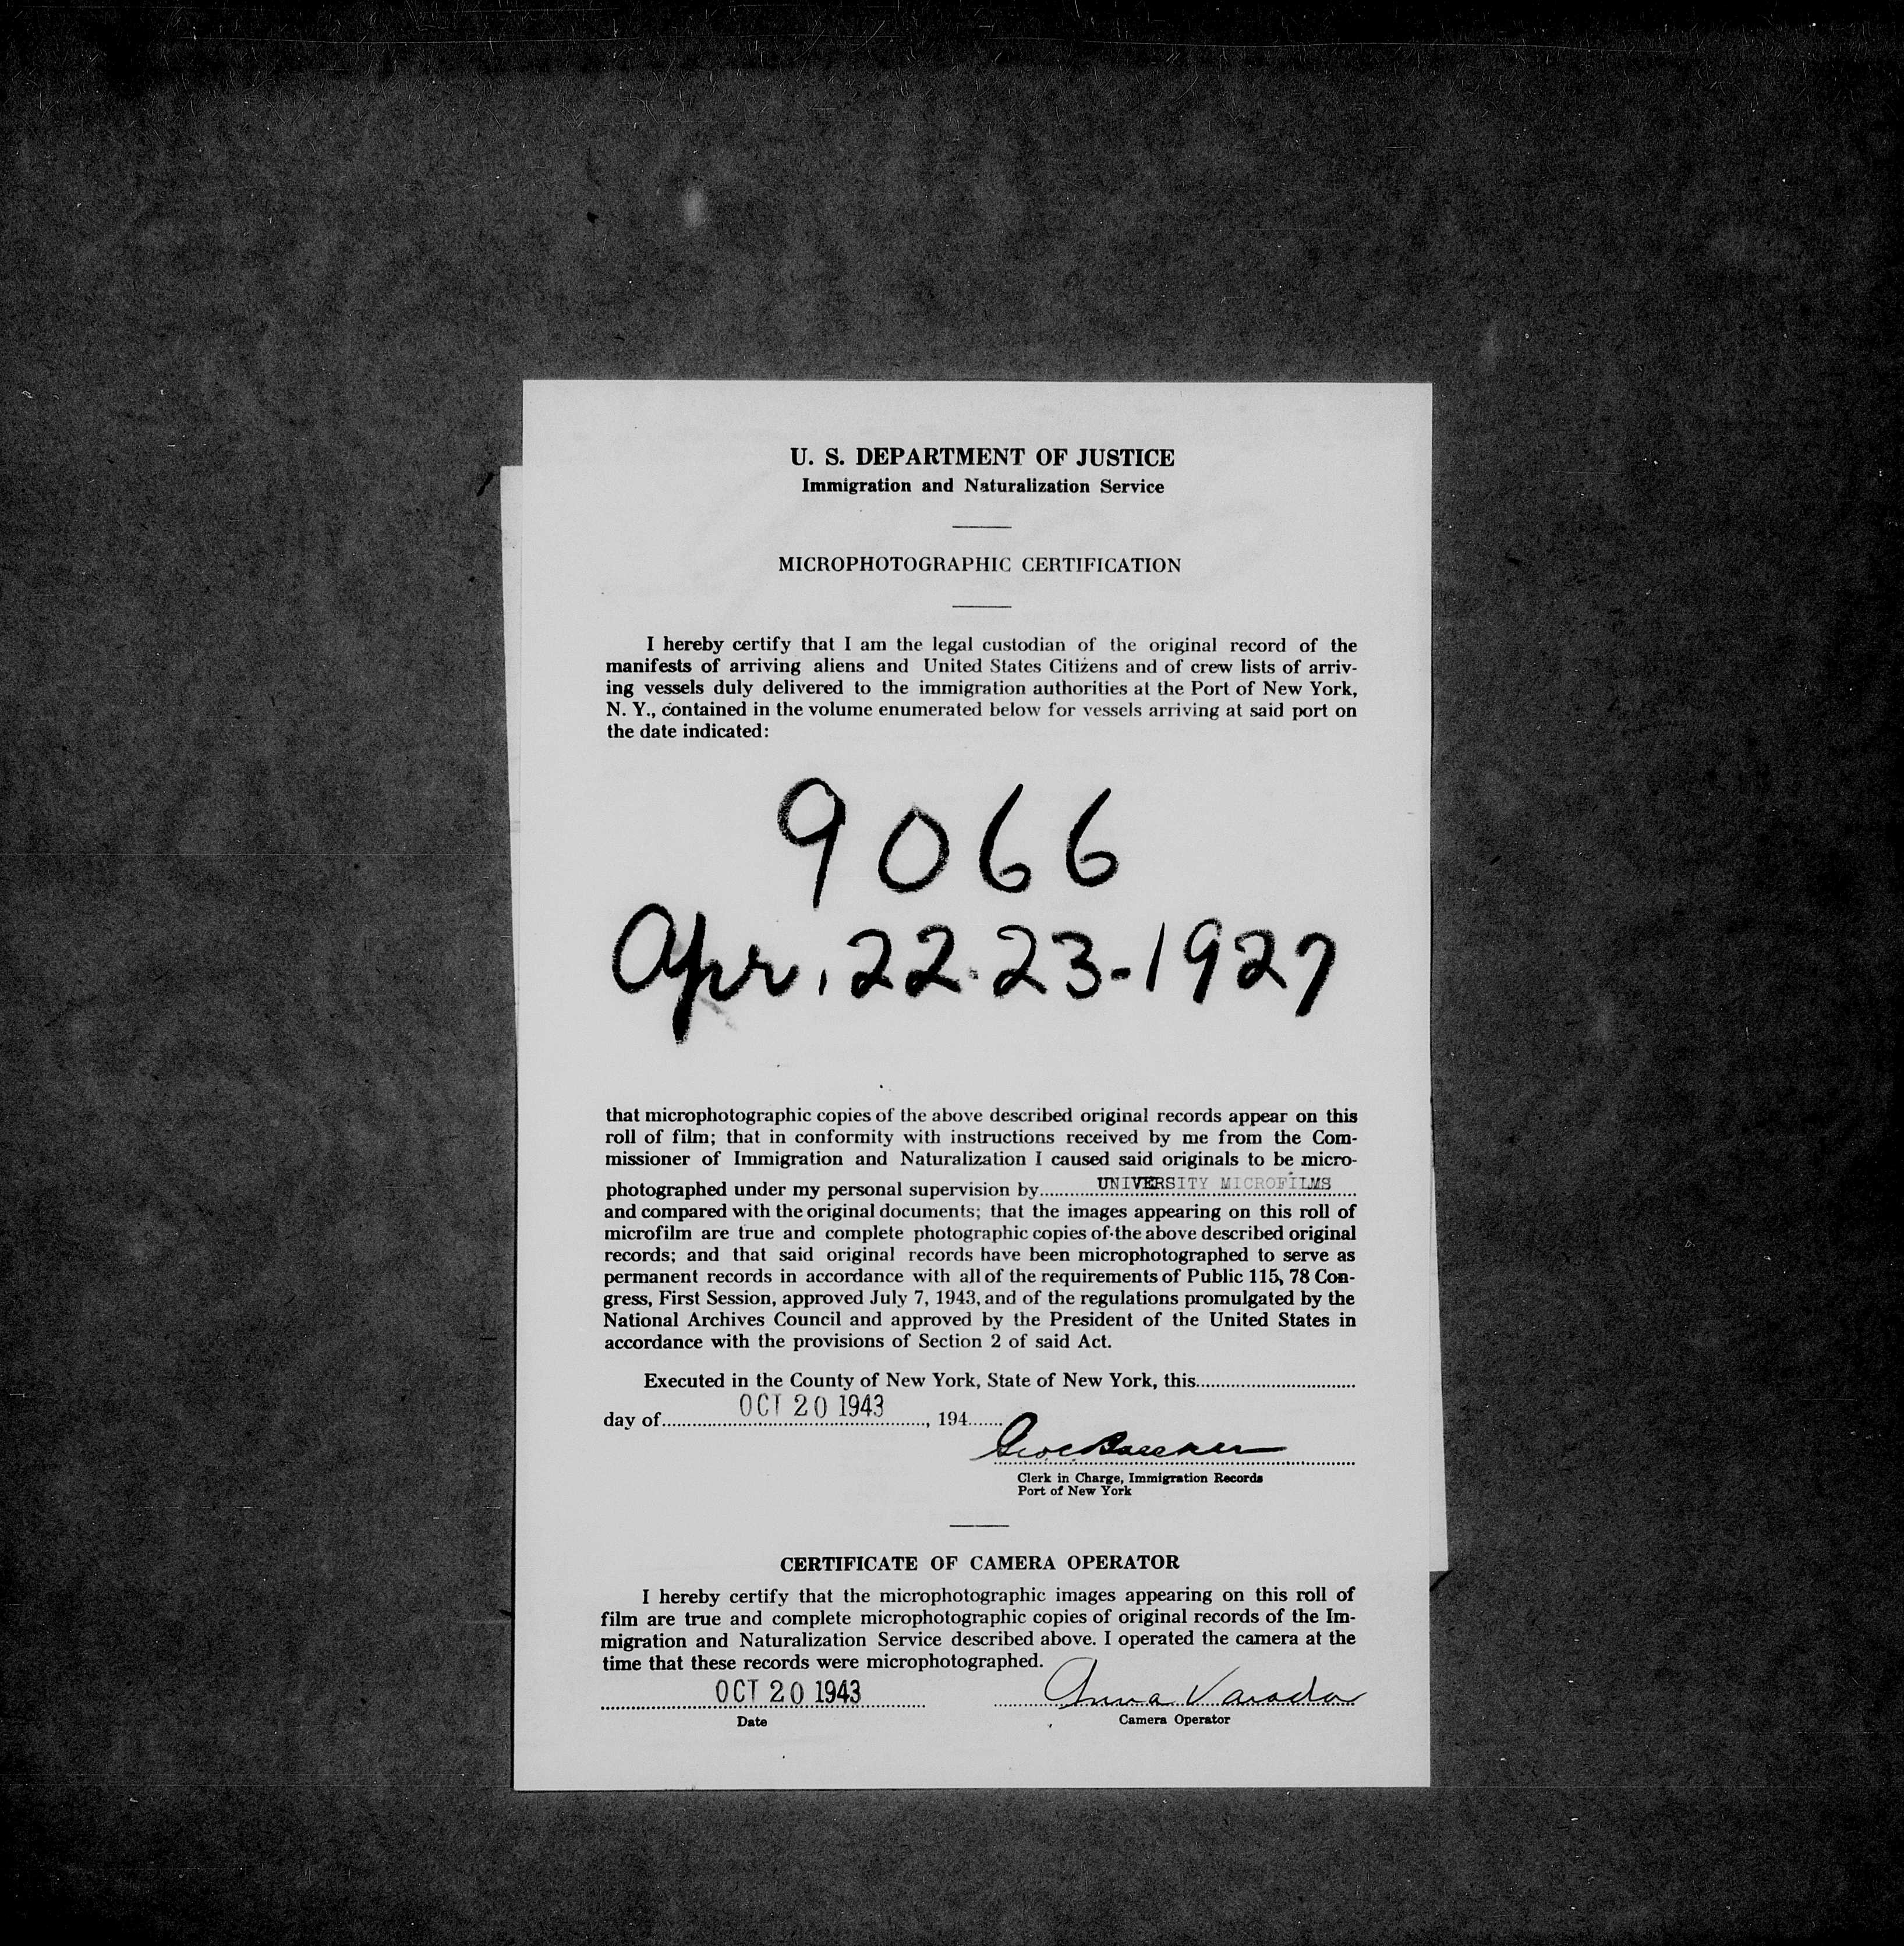 U. S. DEPARTMENT OF JUSTICE
Immigration and Naturalization Service
MICROPHOTOGRAPHIC CERTIFICATION
I hereby certify that I am the legal custodian of the original record of the
manifests of arriving aliens and United States Citizens and of crew lists of arriv-
ing vessels duly delivered to the immigration authorities at the Port of New York,
N. Y., contained in the volume enumerated below for vessels arriving at said port on
the date indicated:
9066
Apr. 22-23-1927
that microphotographic copies of the above described original records appear on this
roll of film; that in conformity with instructions received by me from the Com-
missioner of Immigration and Naturalization I caused said originals to be micro-
photographed under my personal supervision by UNIVERSITY MICROFILMS
and compared with the original documents; that the images appearing on this roll of
microfilm are true and complete photographic copies of the above described original
records; and that said original records have been microphotographed to serve as
permanent records in accordance with all of the requirements of Public 115, 78 Con-
gress, First Session, approved July 7, 1943, and of the regulations promulgated by the
National Archives Council and approved by the President of the United States in
accordance with the provisions of Section 2 of said Act.
Executed in the County of New York, State of New York, this
day of OCT 20 1943, 194
Clerk in Charge, Immigration Records
Port of New York
CERTIFICATE OF CAMERA OPERATOR
I hereby certify that the microphotographic images appearing on this roll of
film are true and complete microphotographic copies of original records of the Im-
migration and Naturalization Service described above. I operated the camera at the
time that these records were microphotographed.
OCT 20 1943 Anna
Date Camera Operator